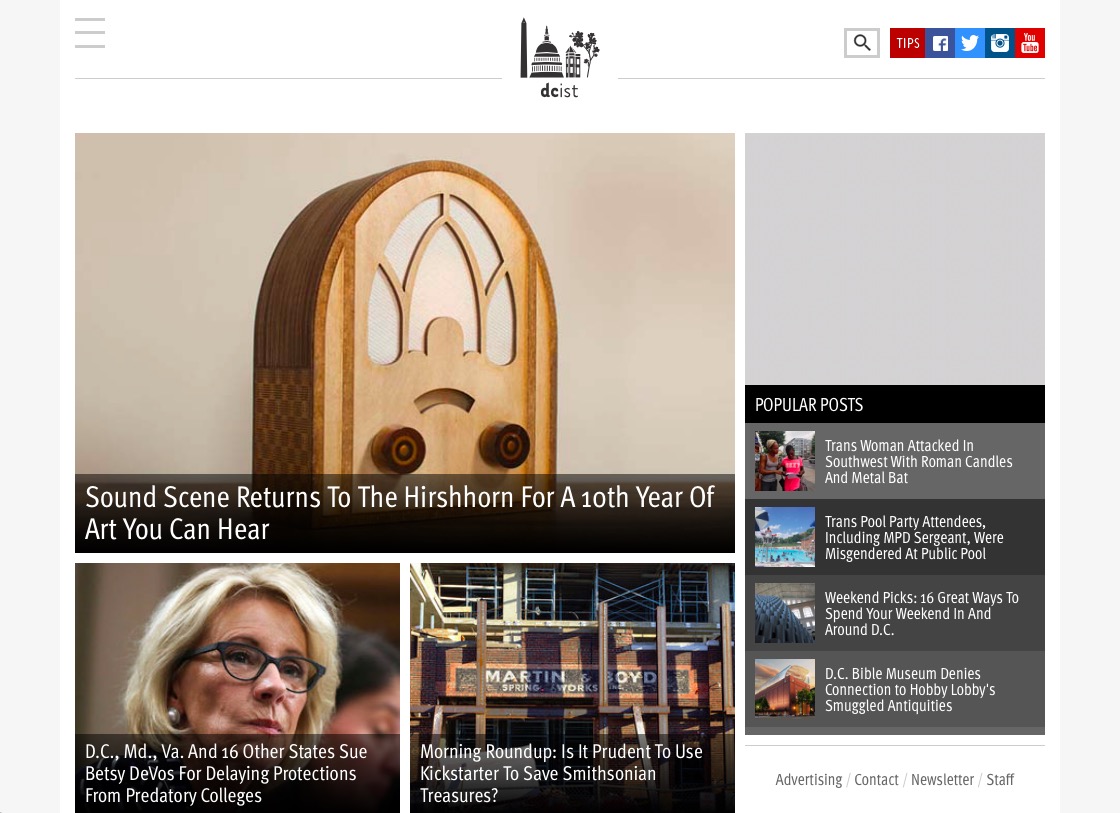 TIPS
You
Tube
dcist
Sound Scene Returns To The Hirshhorn For A 10th Year Of
Art You Can Hear
POPULAR POSTS
Trans Woman Attacked In
Southwest With Roman Candles
And Metal Bat
Trans Pool Party Attendees,
Including MPD Sergeant, Were
Misgendered At Public Pool
Weekend Picks: 16 Great Ways To
Spend Your Weekend In And
Around D.C.
D.C. Bible Museum Denies
Connection to Hobby Lobby's
Smuggled Antiquities
D.C., Md., Va. And 16 Other States Sue
Betsy DeVos For Delaying Protections
From Predatory Colleges
MARTIN & BOYD
SPRING WORKS INC.
Morning Roundup: Is It Prudent To Use
Kickstarter To Save Smithsonian
Treasures?
Advertising / Contact / Newsletter / Staff